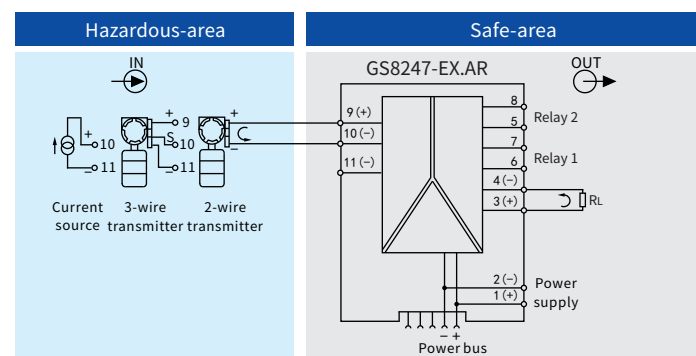 Hazardous-area
Safe-area
IN
OUT
GS8247-EX.AR
+
9
+
10
S
10
−
11
−
11
+
−
Current
source
3-wire
transmitter
2-wire
transmitter
9(+)
10(−)
11(−)
8
5
Relay 2
7
6
Relay 1
4(−)
3(+)
RL
2(−)
1(+)
Power
supply
− +
Power bus